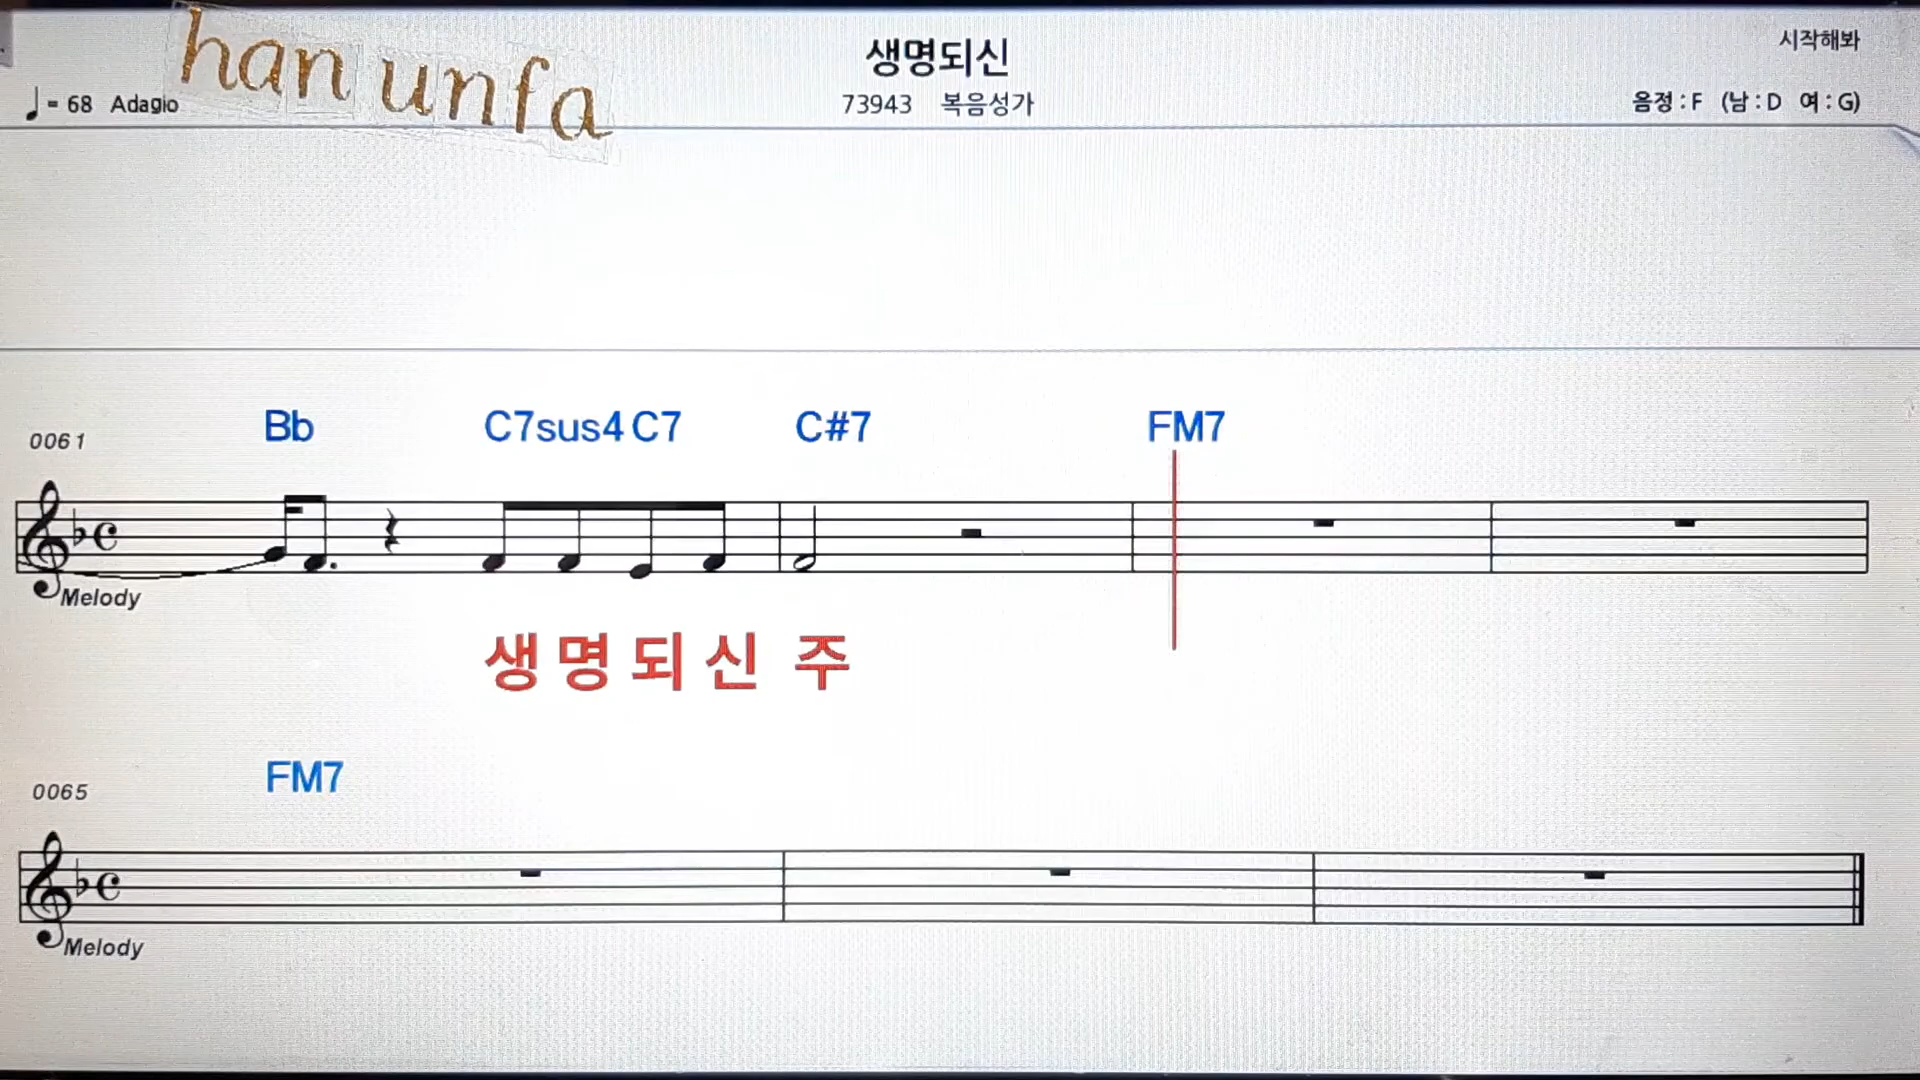 han unfa
생명되신
시작해봐
♩= 68 Adagio
73943 복음성가
음정 : F (남 : D 여 : G)
0061
Bb C7sus4 C7 C#7 FM7
Melody
생 명 되 신 주
0065
FM7
Melody